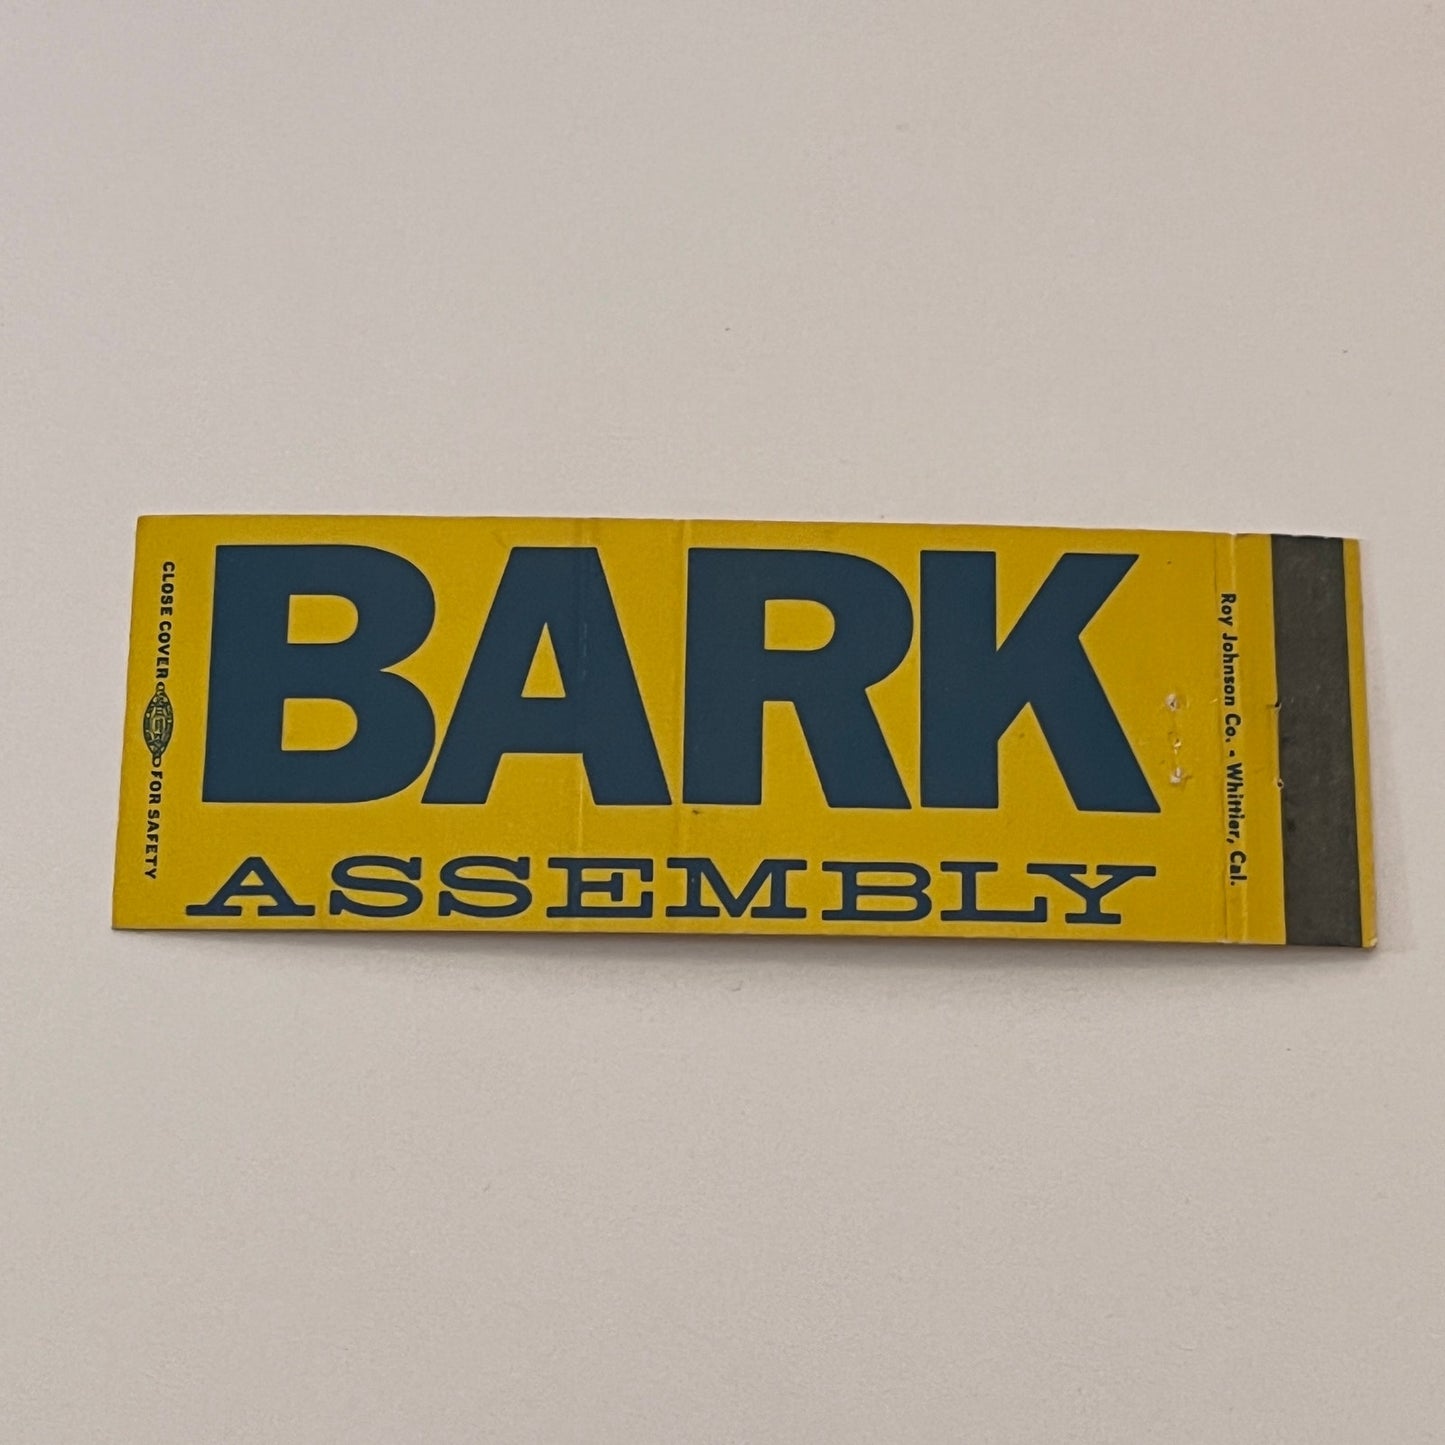 BARK
ASSEMBLY
CLOSE COVER FOR SAFETY
Roy Johnson Co. - Whittier, Cal.